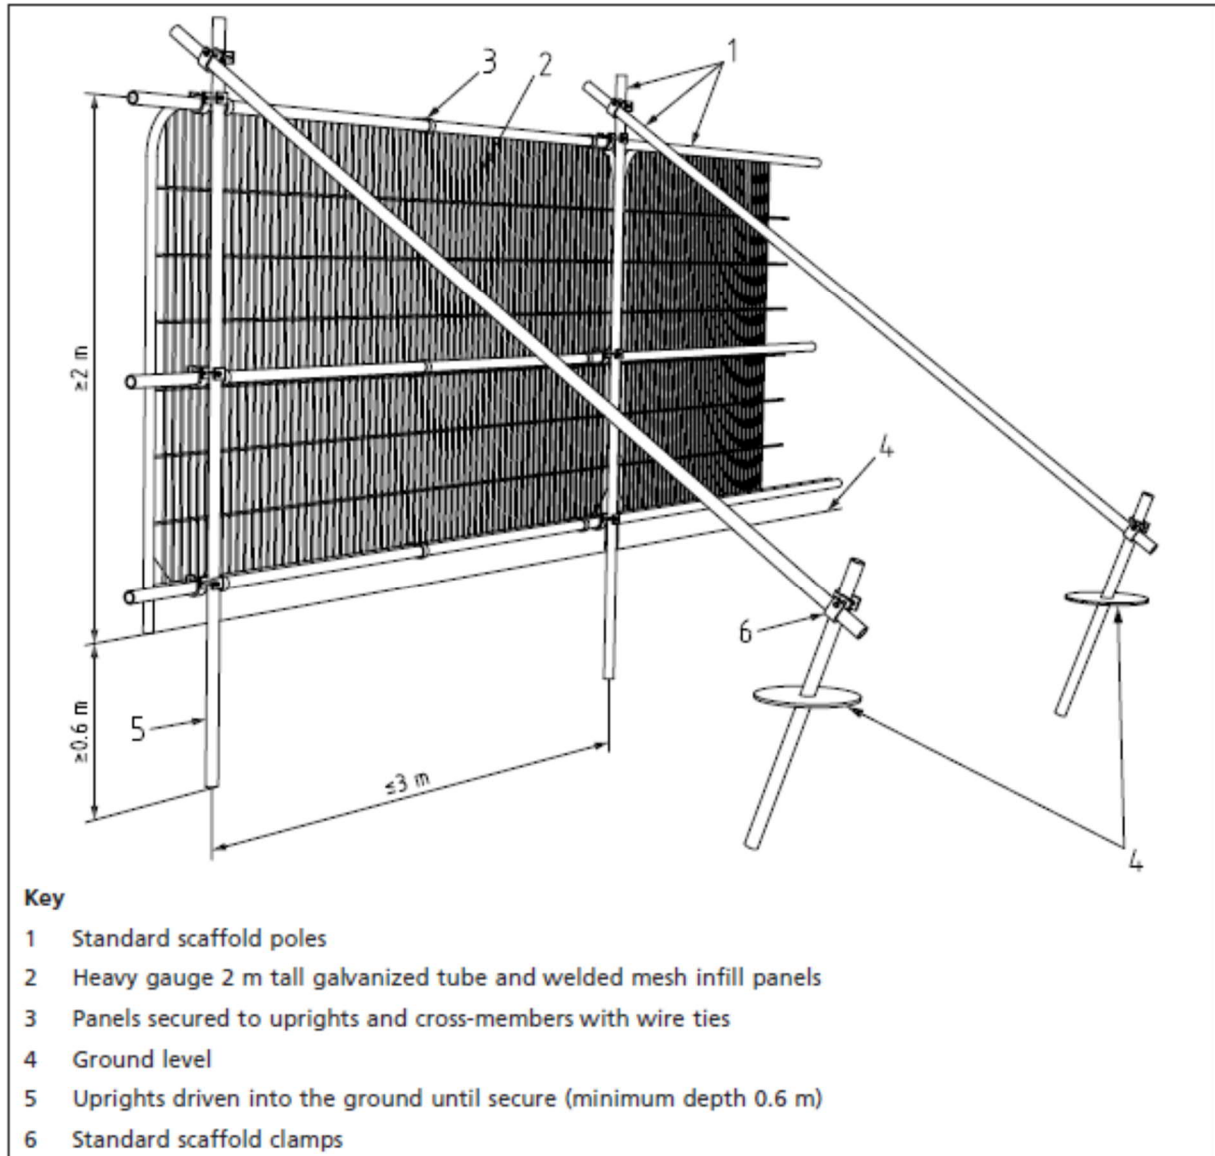 3
2
1
≥2 m
4
6
5
≥0.6 m
≤3 m
4
Key
1 Standard scaffold poles
2 Heavy gauge 2 m tall galvanized tube and welded mesh infill panels
3 Panels secured to uprights and cross-members with wire ties
4 Ground level
5 Uprights driven into the ground until secure (minimum depth 0.6 m)
6 Standard scaffold clamps